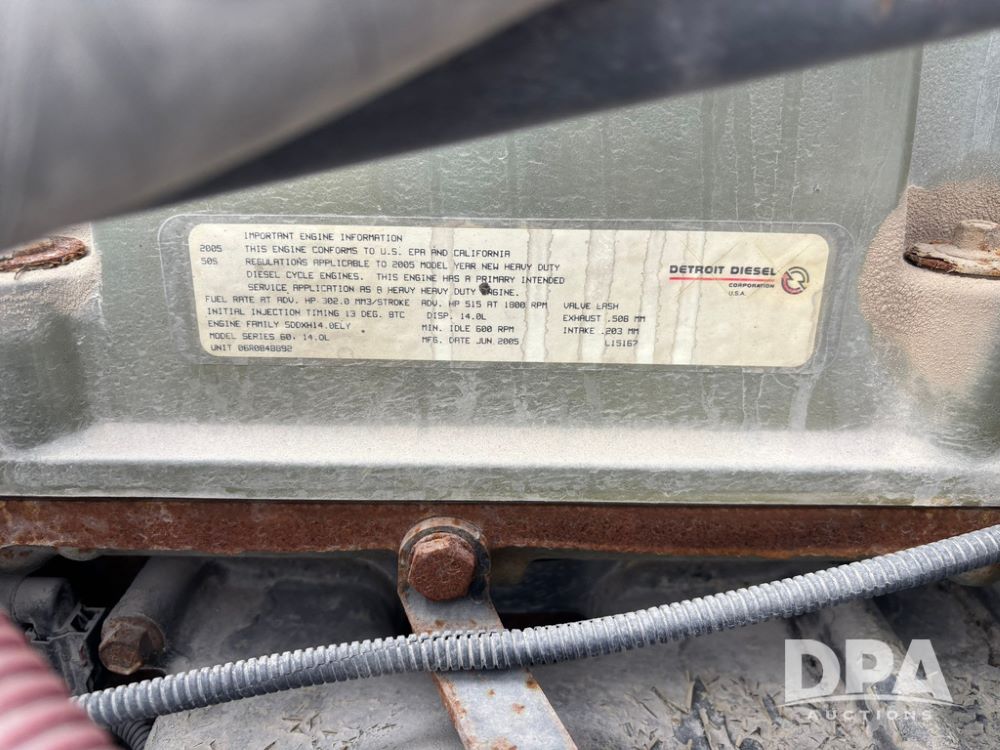 IMPORTANT ENGINE INFORMATION
2005 THIS ENGINE CONFORMS TO U.S. EPA AND CALIFORNIA
50S REGULATIONS APPLICABLE TO 2005 MODEL YEAR NEW HEAVY DUTY
DIESEL CYCLE ENGINES. THIS ENGINE HAS A PRIMARY INTENDED
SERVICE APPLICATION AS A HEAVY HEAVY DUTY ENGINE.
FUEL RATE AT ADV. HP 302.0 MM3/STROKE ADV. HP 515 AT 1800 RPM VALVE LASH
INITIAL INJECTION TIMING 13 DEG. BTC DISP. 14.0L EXHAUST .508 MM
ENGINE FAMILY 5DDXH14.0ELY MIN. IDLE 600 RPM INTAKE .203 MM
MODEL SERIES 60, 14.0L MFG. DATE JUN 2005 L15167
UNIT 06R0848892
DETROIT DIESEL
CORPORATION
U.S.A.
DPA
AUCTIONS